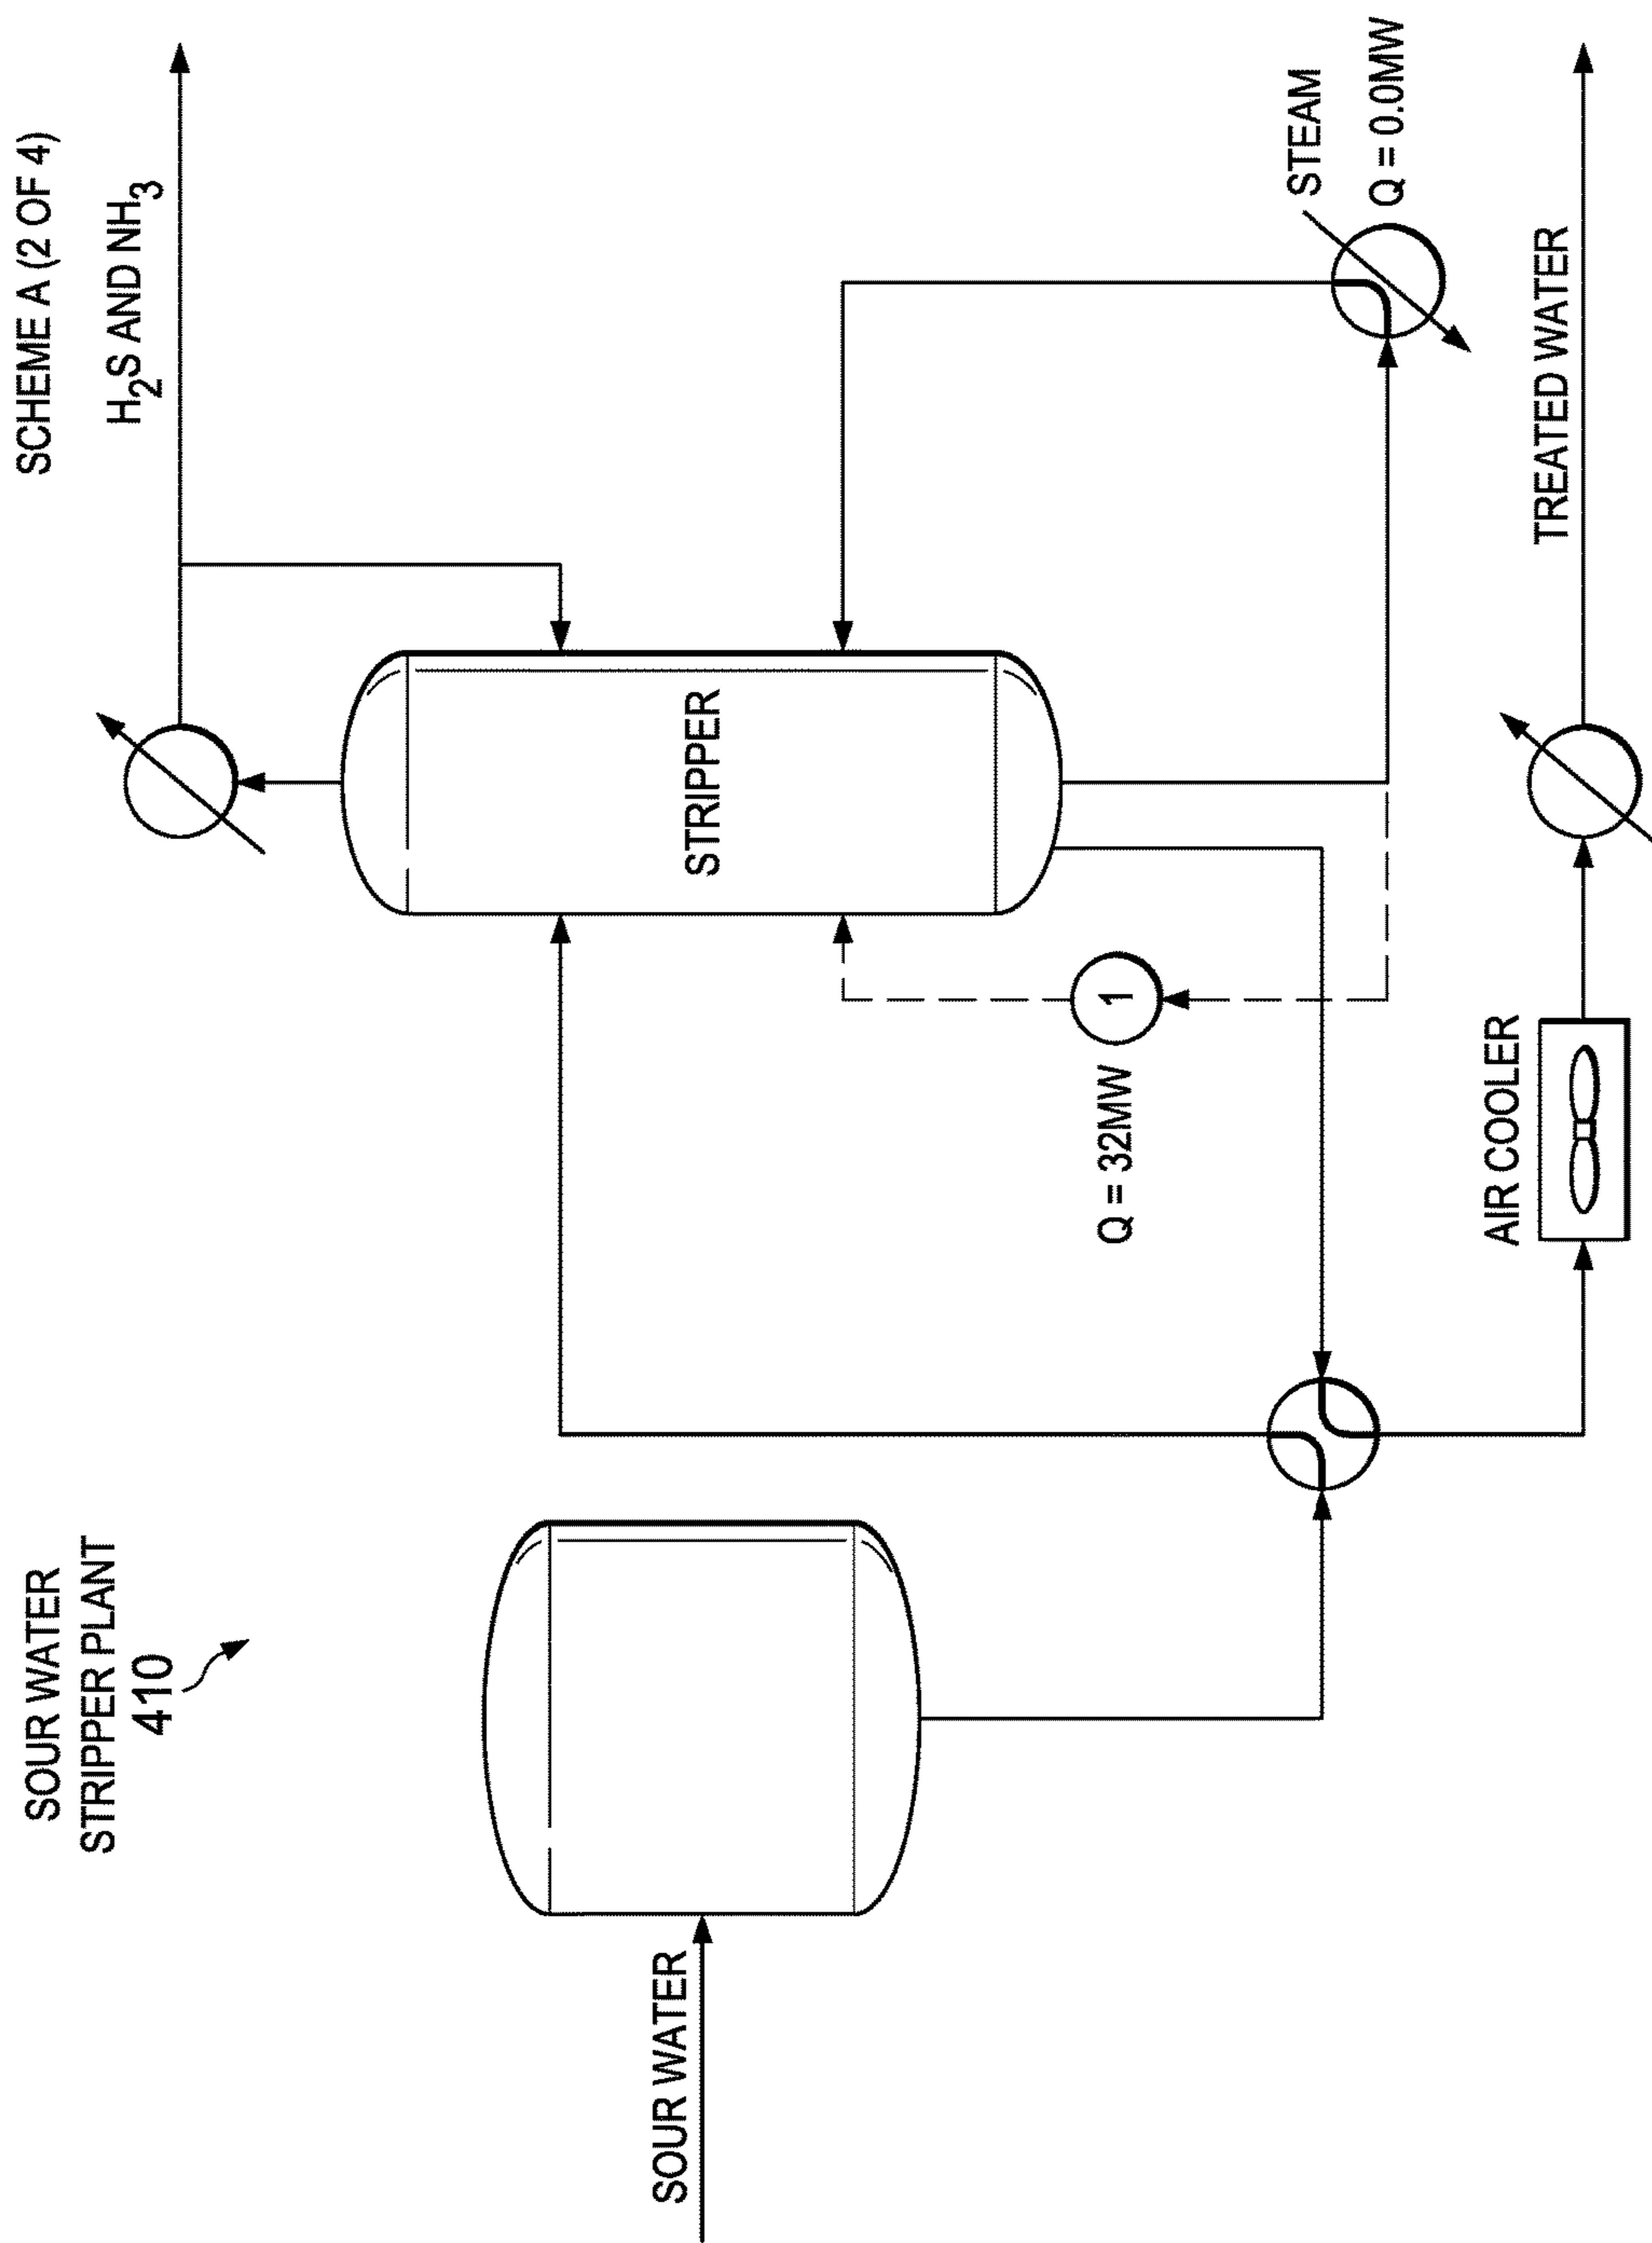 SOUR WATER
STRIPPER PLANT
410
SCHEME A (2 OF 4)
H₂S AND NH₃
STRIPPER
SOUR WATER
1
Q = 32MW
STEAM
Q = 0.0MW
AIR COOLER
TREATED WATER